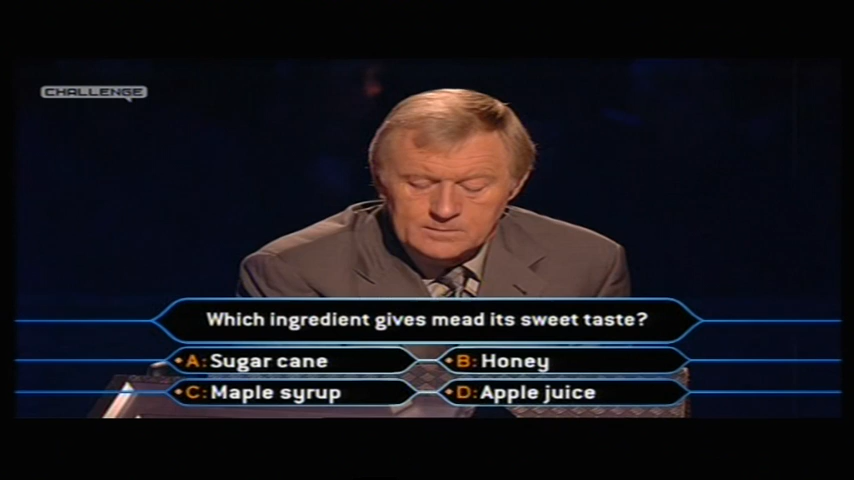 CHALLENGE
Which ingredient gives mead its sweet taste?
A: Sugar cane
B: Honey
C: Maple syrup
D: Apple juice